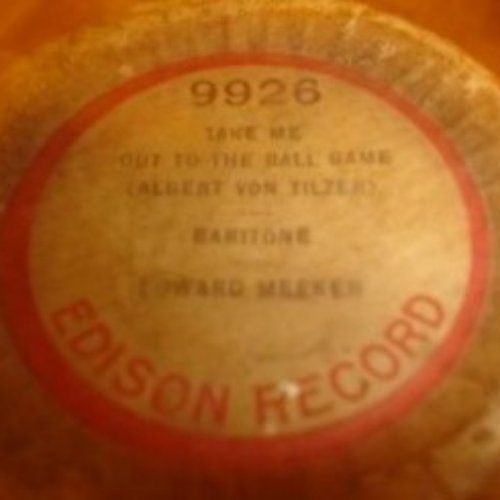 9926
TAKE ME
OUT TO THE BALL GAME
(ALBERT VON TILZER)
BARITONE
EDWARD MEEKER
EDISON RECORD